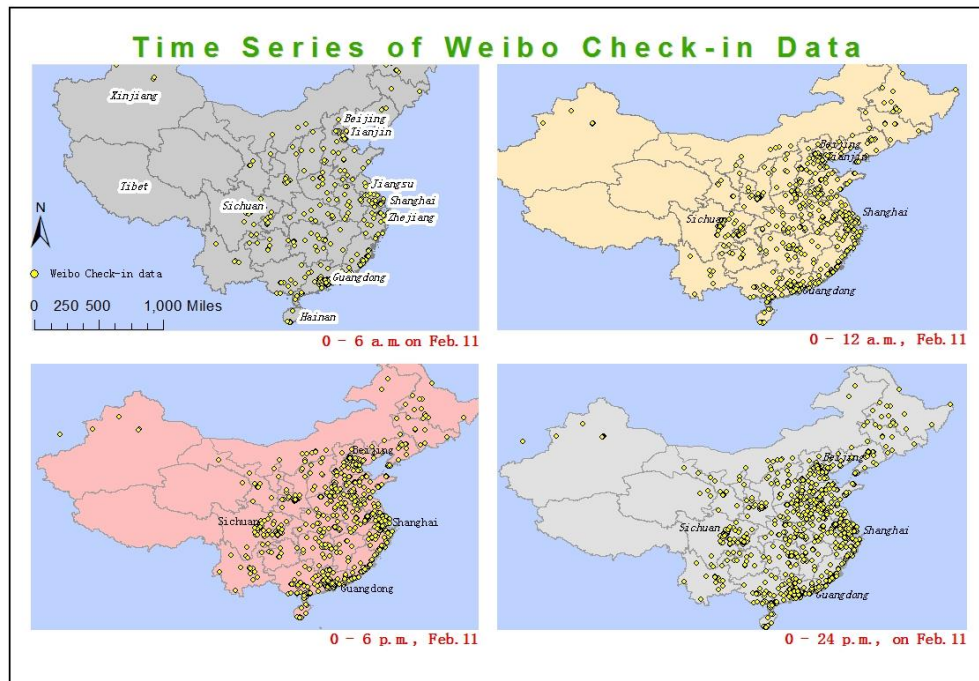 Time Series of Weibo Check-in Data
Xinjiang
Beijing
Tianjin
Tibet
Jiangsu
Sichuan
Shanghai
Zhejiang
N
Weibo Check-in data
Guangdong
0 250 500 1,000 Miles
Hainan
0 - 6 a.m. on Feb.11
Beijing
Tianjin
Sichuan
Shanghai
Guangdong
0 - 12 a.m., Feb.11
Beijing
Sichuan
Shanghai
Guangdong
0 - 6 p.m., Feb.11
Beijing
Sichuan
Shanghai
Guangdong
0 - 24 p.m., on Feb.11